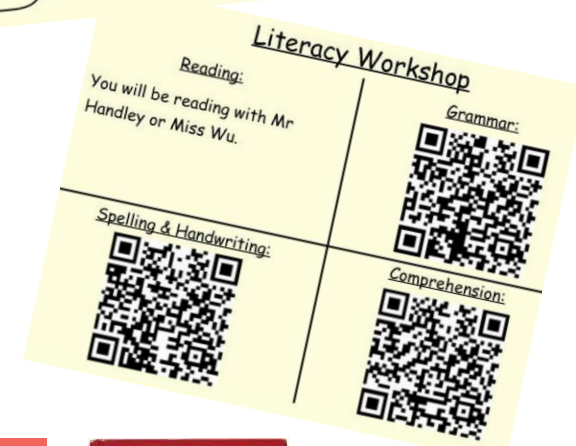 Literacy Workshop
Reading:
You will be reading with Mr
Handley or Miss Wu.
Grammar:
Spelling & Handwriting:
Comprehension: